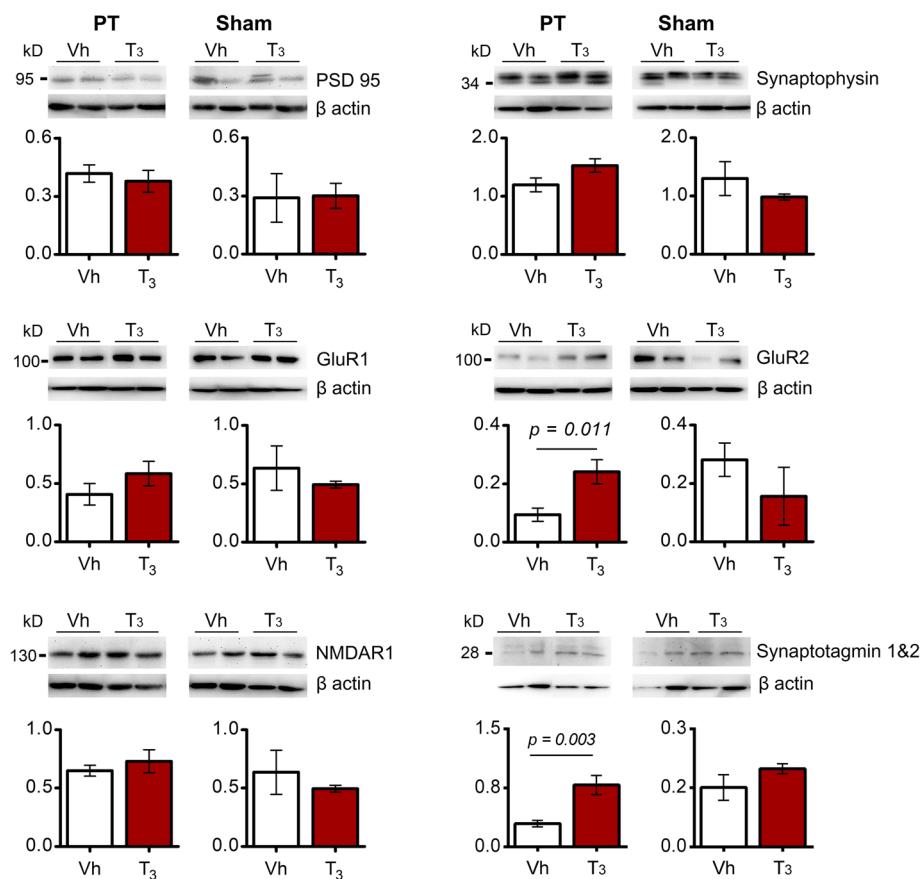 PT Sham
kD Vh T3 Vh T3
95 PSD 95
β actin
0.6 0.6
0.3 0.3
0.0 0.0
Vh T3 Vh T3
PT Sham
kD Vh T3 Vh T3
34 Synaptophysin
β actin
2.0 2.0
1.0 1.0
0.0 0.0
Vh T3 Vh T3
kD Vh T3 Vh T3
100 GluR1
β actin
1.0 1.0
0.5 0.5
0.0 0.0
Vh T3 Vh T3
kD Vh T3 Vh T3
100 GluR2
β actin
0.4 0.4
p = 0.011
0.2 0.2
0.0 0.0
Vh T3 Vh T3
kD Vh T3 Vh T3
130 NMDAR1
β actin
1.0 1.0
0.5 0.5
0.0 0.0
Vh T3 Vh T3
kD Vh T3 Vh T3
28 Synaptotagmin 1&2
β actin
1.5 0.3
p = 0.003
0.8 0.2
0.0 0.0
Vh T3 Vh T3